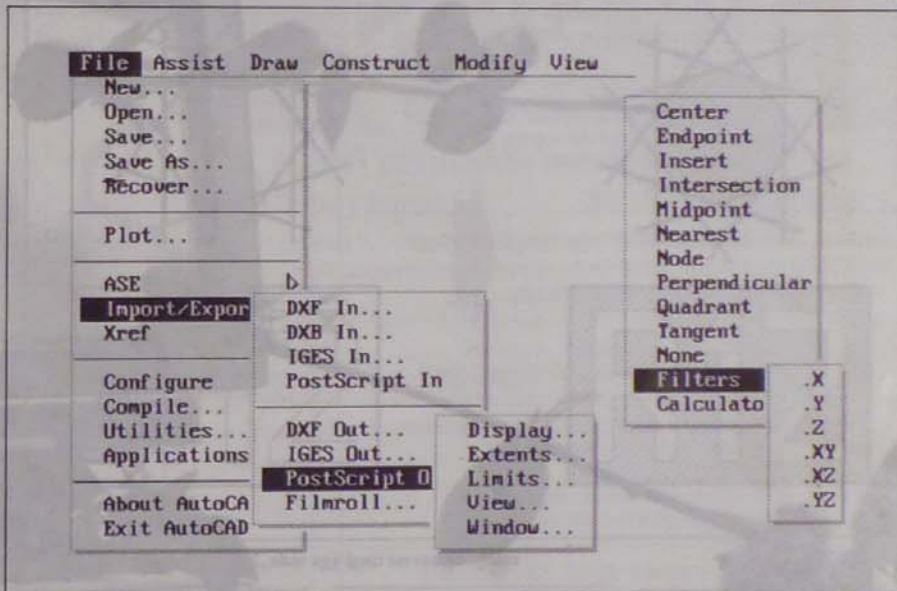 File Assist Draw Construct Modify View
New...
Open...
Save...
Save As...
Recover...
Plot...
ASE
Import/Expor
Xref
Configure
Compile...
Utilities...
Applications
About AutoCA
Exit AutoCAD
DXF In...
DXB In...
IGES In...
PostScript In
DXF Out...
IGES Out...
PostScript O
Filmroll...
Display...
Extents...
Limits...
View...
Window...
Center
Endpoint
Insert
Intersection
Midpoint
Nearest
Node
Perpendicular
Quadrant
Tangent
None
Filters
Calculato
.X
.Y
.Z
.XY
.XZ
.YZ